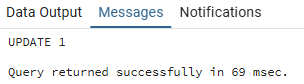 Data Output Messages Notifications
UPDATE 1
Query returned successfully in 69 msec.